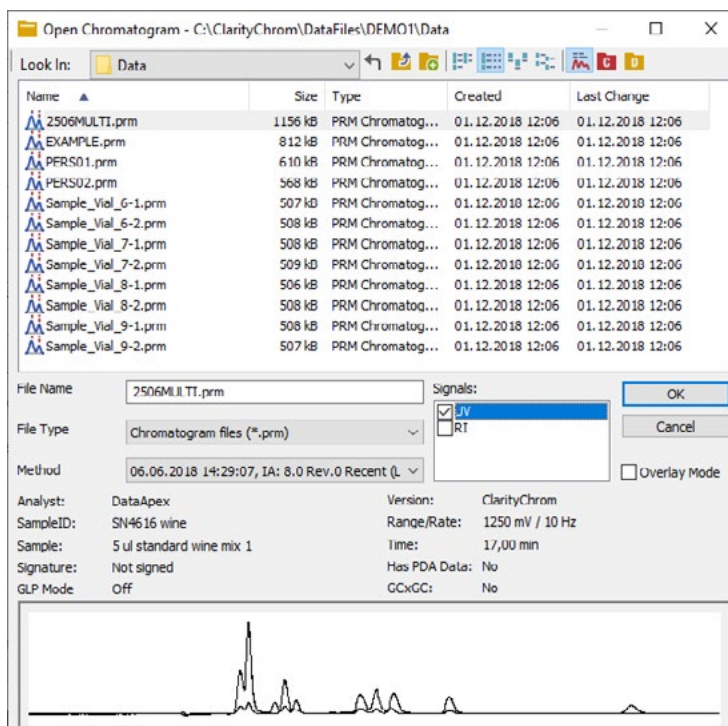 Open Chromatogram - C:\ClarityChrom\DataFiles\DEMO1\Data
Look In: Data
Name Size Type Created Last Change
2506MULTI.prm 1156 kB PRM Chromatog... 01.12.2018 12:06 01.12.2018 12:06
EXAMPLE.prm 812 kB PRM Chromatog... 01.12.2018 12:06 01.12.2018 12:06
PERS01.prm 610 kB PRM Chromatog... 01.12.2018 12:06 01.12.2018 12:06
PERS02.prm 568 kB PRM Chromatog... 01.12.2018 12:06 01.12.2018 12:06
Sample_Vial_6-1.prm 507 kB PRM Chromatog... 01.12.2018 12:06 01.12.2018 12:06
Sample_Vial_6-2.prm 508 kB PRM Chromatog... 01.12.2018 12:06 01.12.2018 12:06
Sample_Vial_7-1.prm 508 kB PRM Chromatog... 01.12.2018 12:06 01.12.2018 12:06
Sample_Vial_7-2.prm 509 kB PRM Chromatog... 01.12.2018 12:06 01.12.2018 12:06
Sample_Vial_8-1.prm 506 kB PRM Chromatog... 01.12.2018 12:06 01.12.2018 12:06
Sample_Vial_8-2.prm 508 kB PRM Chromatog... 01.12.2018 12:06 01.12.2018 12:06
Sample_Vial_9-1.prm 508 kB PRM Chromatog... 01.12.2018 12:06 01.12.2018 12:06
Sample_Vial_9-2.prm 507 kB PRM Chromatog... 01.12.2018 12:06 01.12.2018 12:06
File Name 2506MULTI.prm Signals: OK
UV
File Type Chromatogram files (*.prm) RI Cancel
Method 06.06.2018 14:29:07, IA: 8.0 Rev.0 Recent (L Overlay Mode
Analyst: DataApex Version: ClarityChrom
SampleID: SN4616 wine Range/Rate: 1250 mV / 10 Hz
Sample: 5 ul standard wine mix 1 Time: 17,00 min
Signature: Not signed Has PDA Data: No
GLP Mode Off GCxGC: No